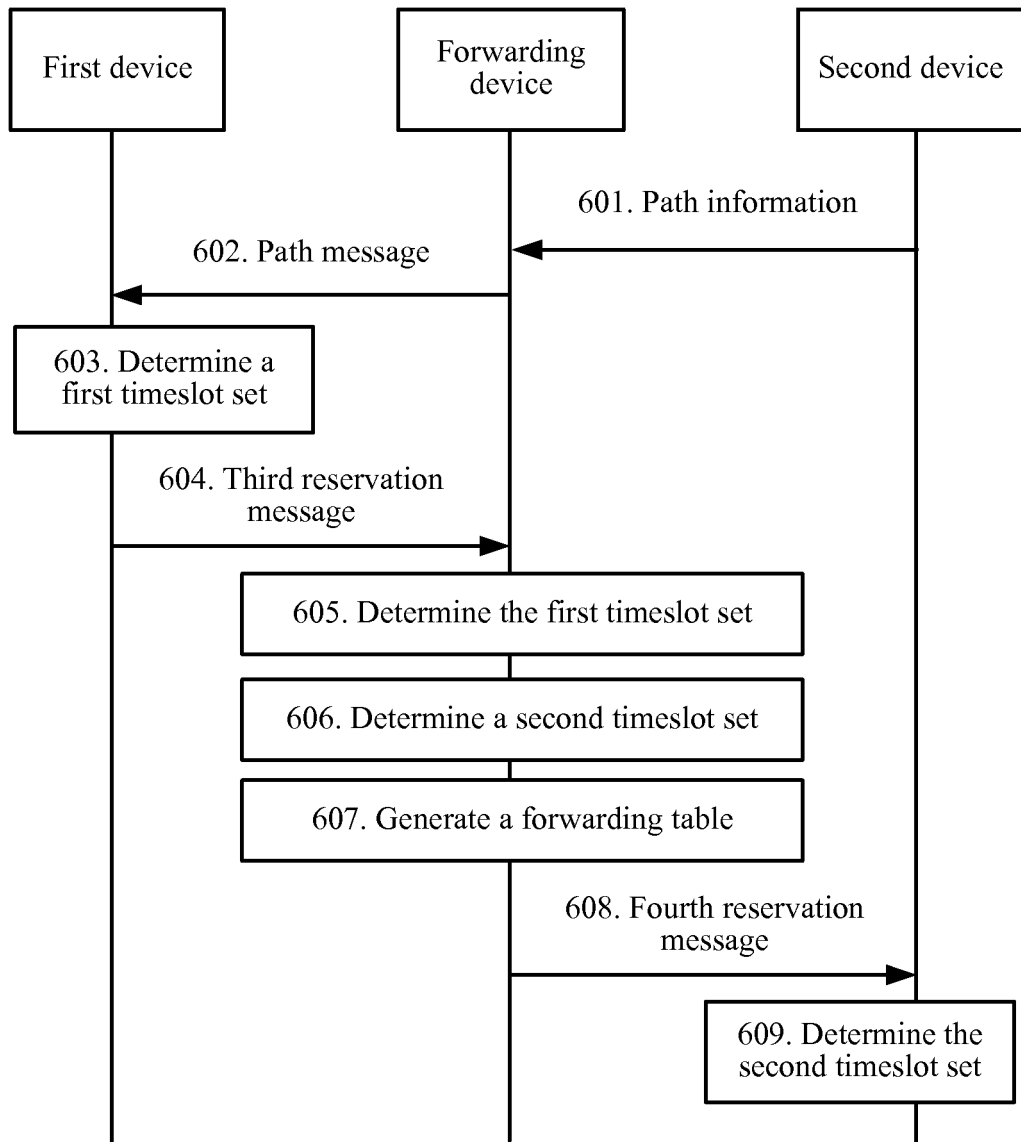 First device
Forwarding
device
Second device
601. Path information
602. Path message
603. Determine a
first timeslot set
604. Third reservation
message
605. Determine the first timeslot set
606. Determine a second timeslot set
607. Generate a forwarding table
608. Fourth reservation
message
609. Determine the
second timeslot set